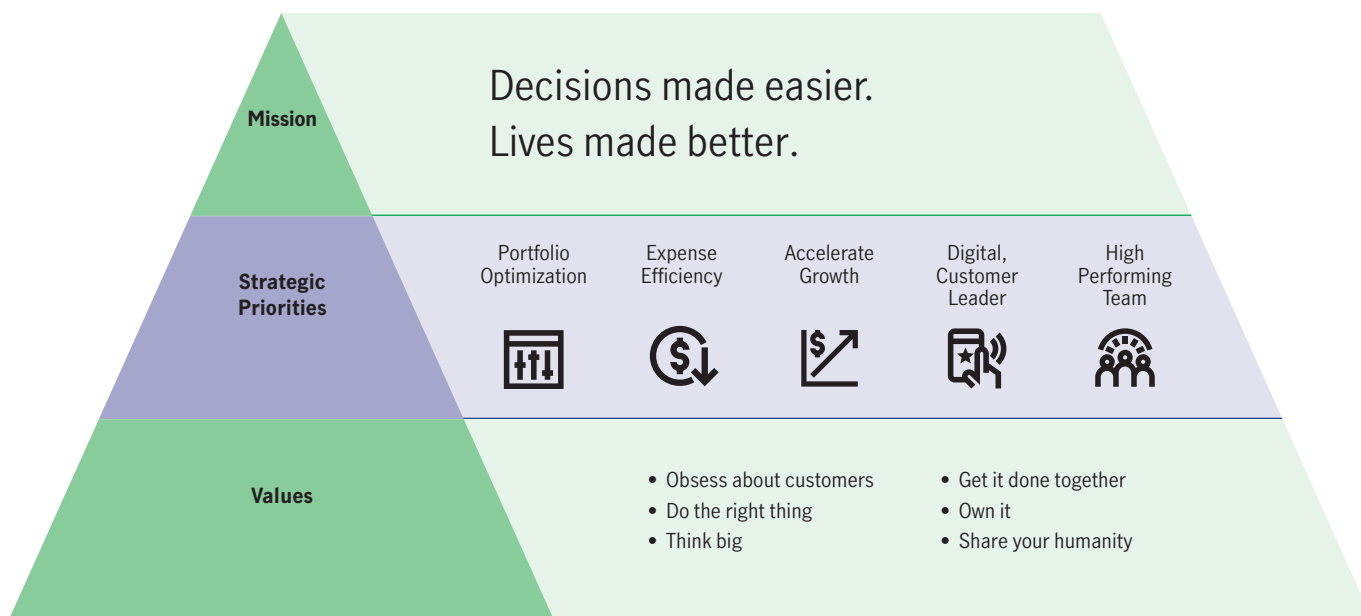 Mission
Decisions made easier.
Lives made better.
Strategic
Priorities
Portfolio
Optimization
Expense
Efficiency
Accelerate
Growth
Digital,
Customer
Leader
High
Performing
Team
$
$
Values
• Obsess about customers
• Do the right thing
• Think big
• Get it done together
• Own it
• Share your humanity